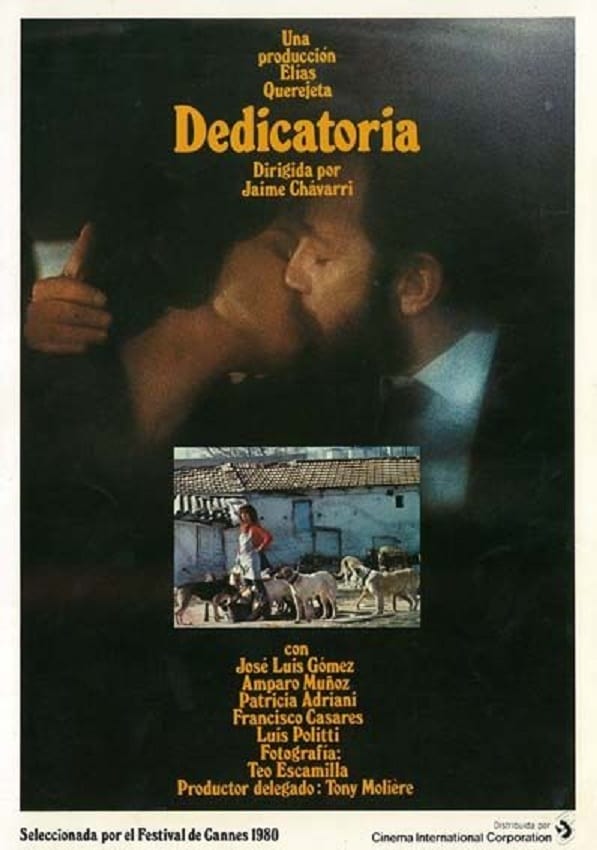 Una
producción
Elías
Querejeta
Dedicatoria
Dirigida por
Jaime Chávarri
con
José Luis Gómez
Amparo Muñoz
Patricia Adriani
Francisco Casares
Luis Politti
Fotografía:
Teo Escamilla
Productor delegado: Tony Molière
Seleccionada por el Festival de Cannes 1980
Distribuida por
Cinema International Corporation